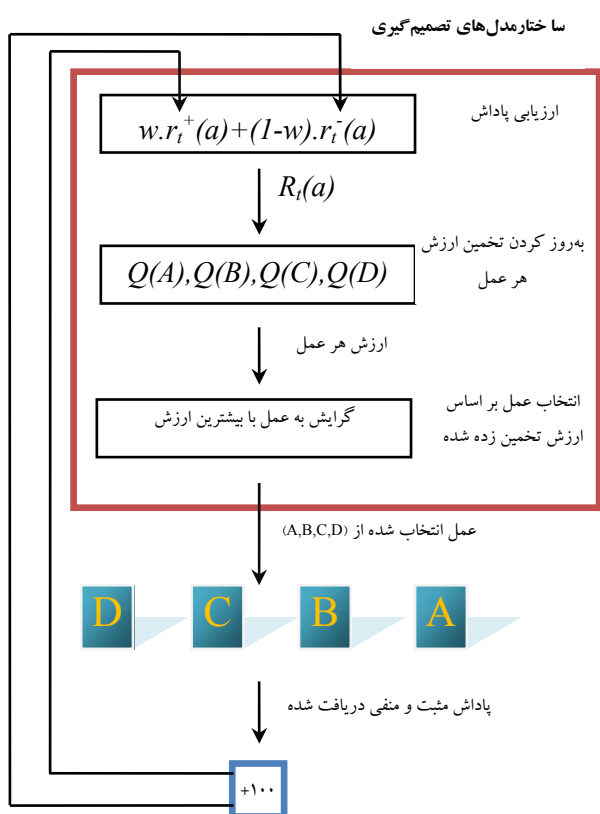 سا ختارمدل‌های تصمیم‌گیری
ارزیابی پاداش
w.rₜ⁺(a)+(1-w).rₜ⁻(a)
Rₜ(a)
به‌روز کردن تخمین ارزش
هر عمل
Q(A),Q(B),Q(C),Q(D)
ارزش هر عمل
انتخاب عمل بر اساس
ارزش تخمین زده شده
گرایش به عمل با بیشترین ارزش
عمل انتخاب شده از (A,B,C,D)
D C B A
پاداش مثبت و منفی دریافت شده
+۱۰۰